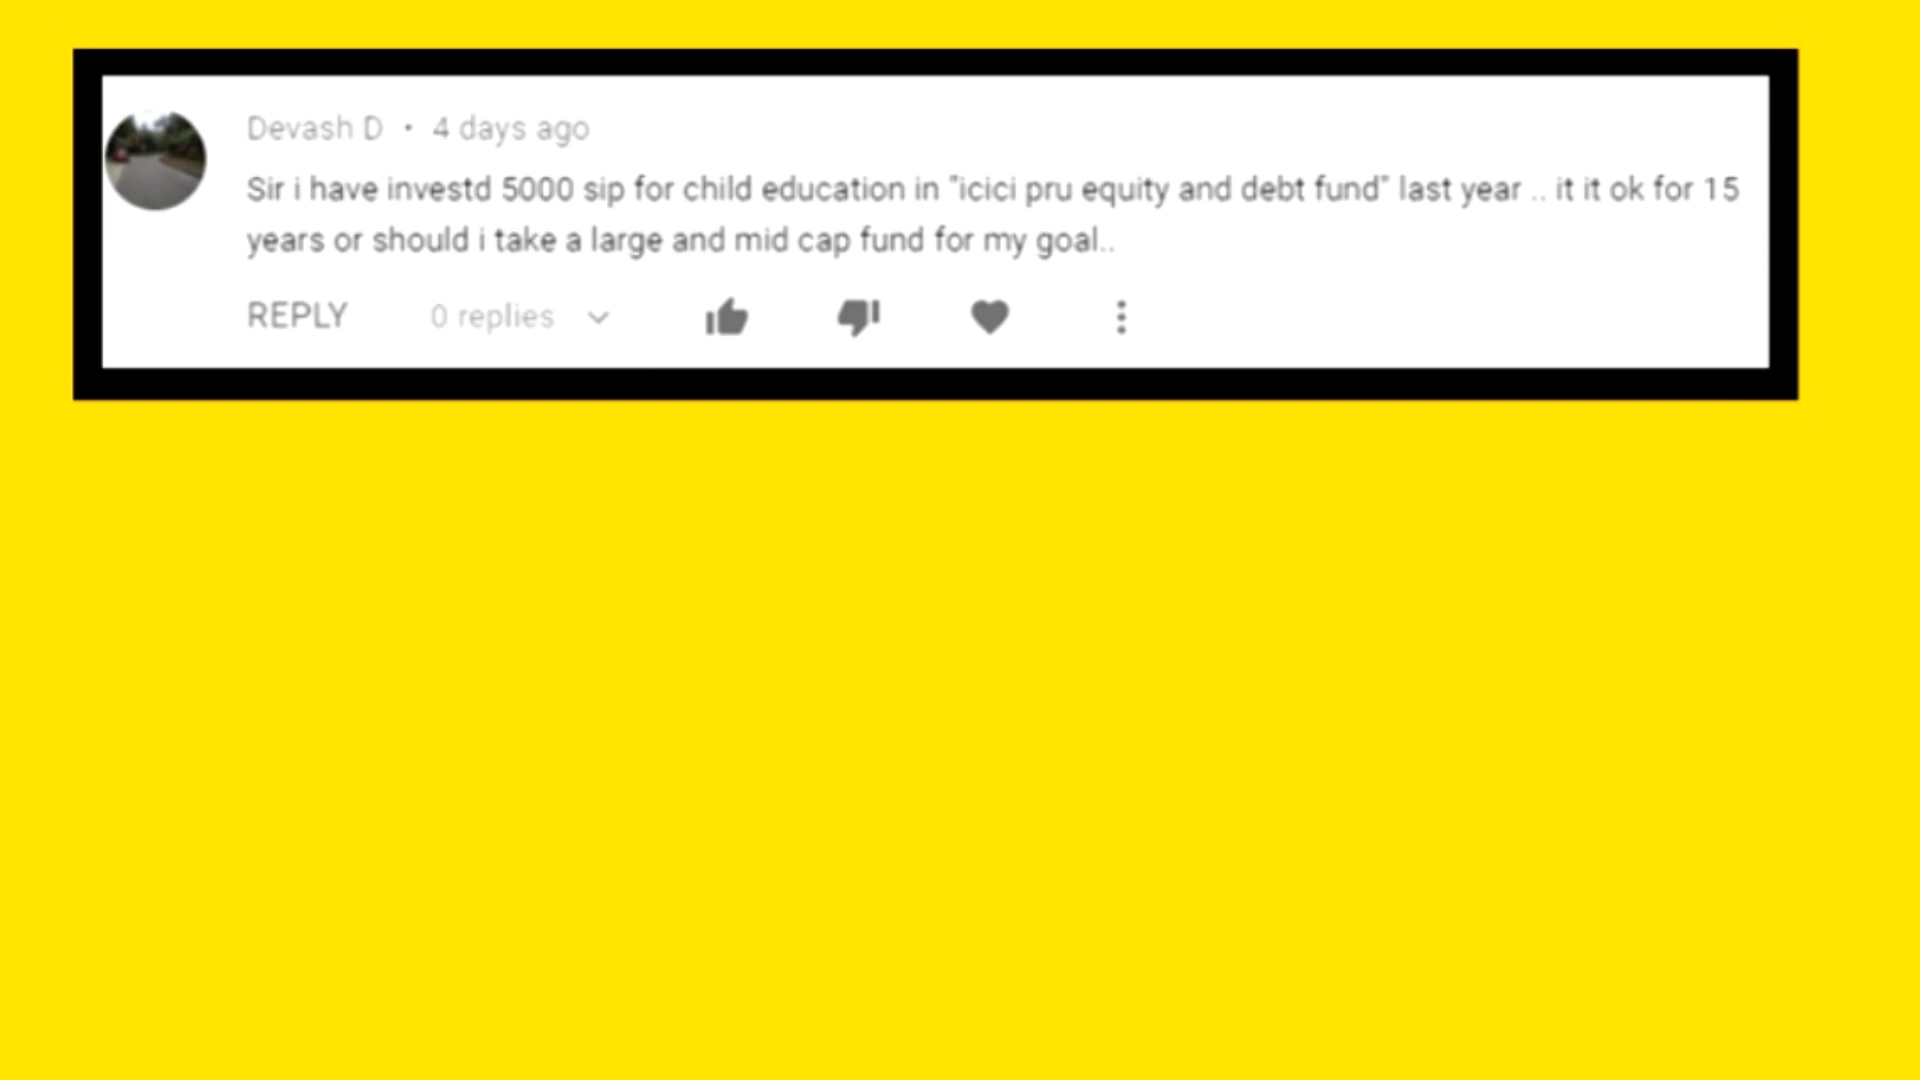 Devash D • 4 days ago
Sir i have investd 5000 sip for child education in "icici pru equity and debt fund" last year .. it it ok for 15
years or should i take a large and mid cap fund for my goal..
REPLY 0 replies